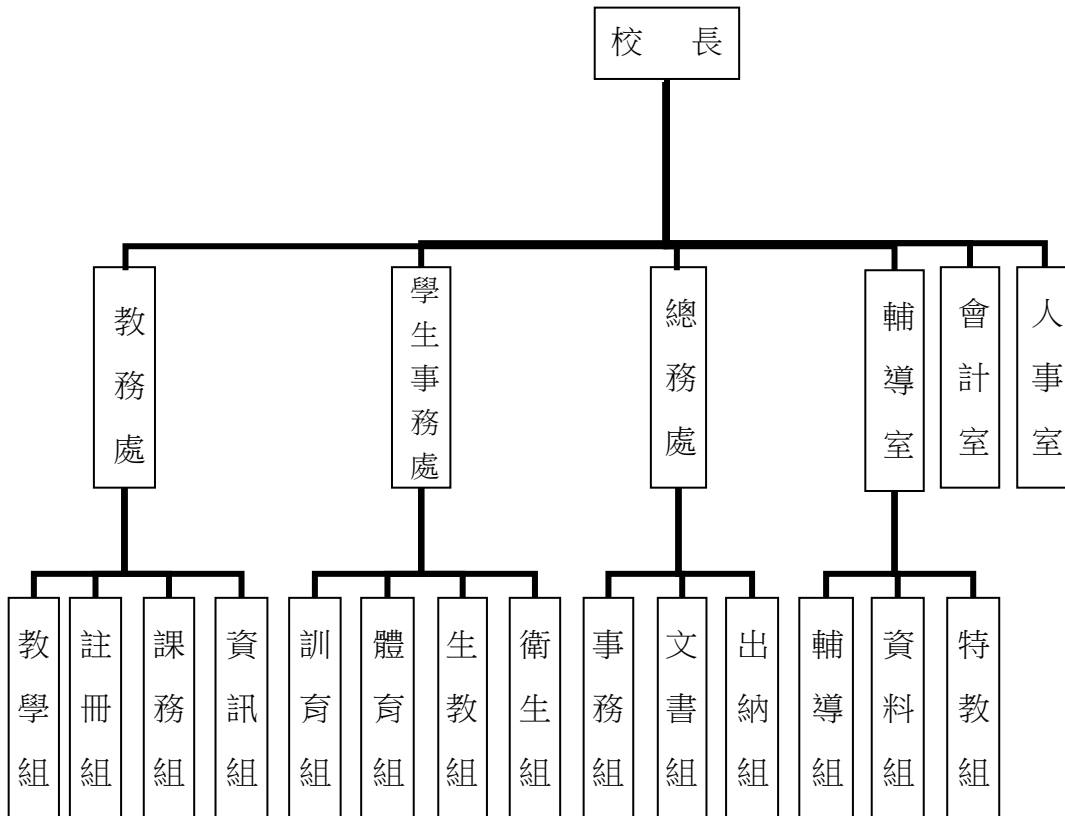 校 長
教務處
學生事務處
總務處
輔導室
會計室
人事室
教學組
註冊組
課務組
資訊組
訓育組
體育組
生教組
衛生組
事務組
文書組
出納組
輔導組
資料組
特教組